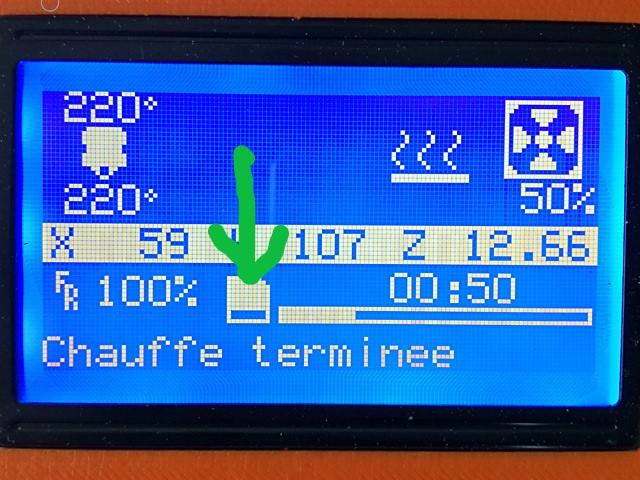 220°
220°
50%
X 59 107 Z 12.66
FR 100% 00:50
Chauffe terminee